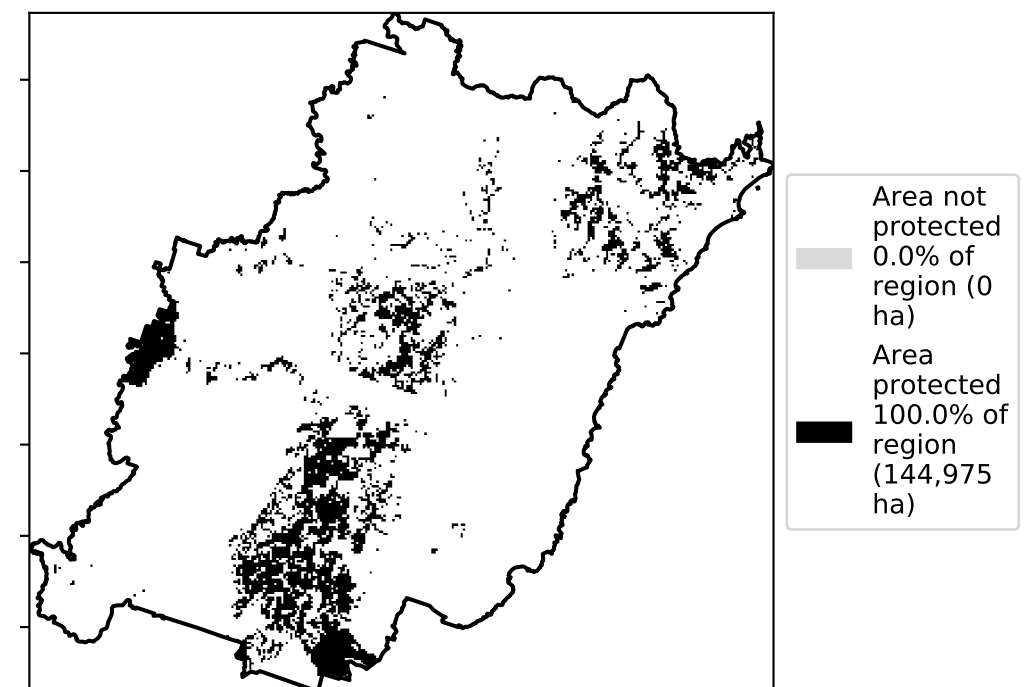 Area not
protected
0.0% of
region (0
ha)
Area
protected
100.0% of
region
(144,975
ha)